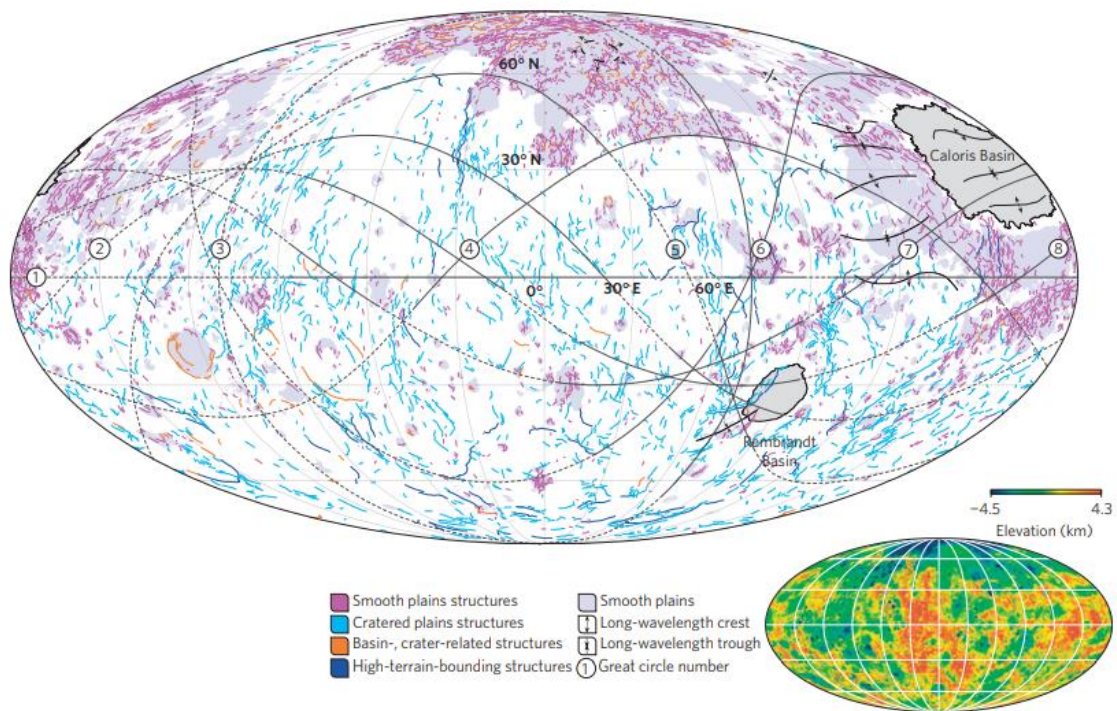 60° N
30° N
Caloris Basin
1
2
3
4
5
6
7
8
0°
30° E
60° E
Rembrandt
Basin
−4.5
4.3
Elevation (km)
Smooth plains structures
Cratered plains structures
Basin-, crater-related structures
High-terrain-bounding structures
Smooth plains
Long-wavelength crest
Long-wavelength trough
1 Great circle number